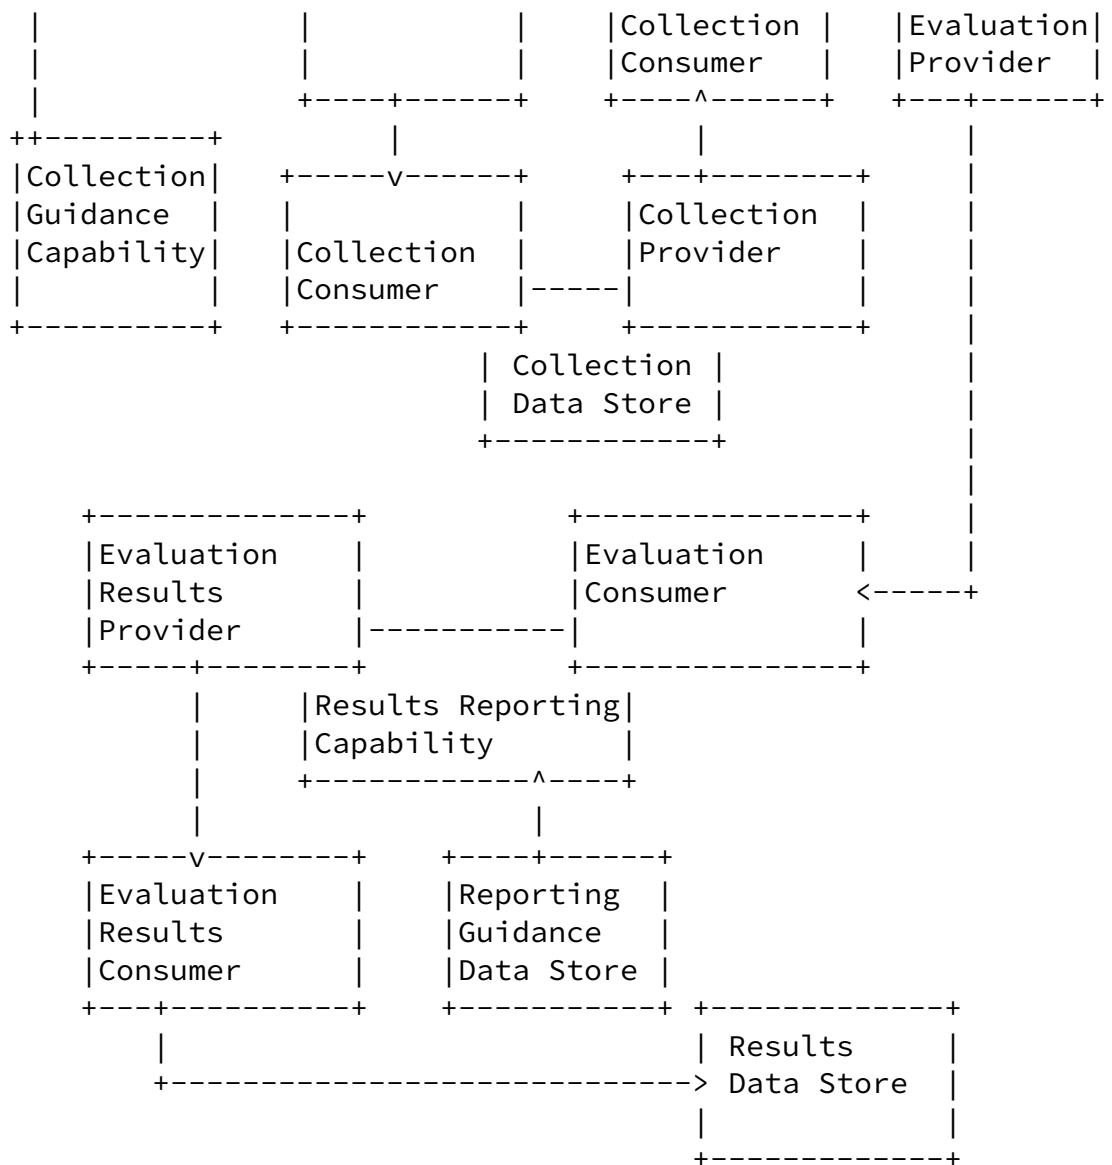 Collection Evaluation
Consumer Provider
Collection
Guidance Collection
Capability Collection Provider
Consumer
Collection
Data Store
Evaluation Evaluation
Results Consumer
Provider
Results Reporting
Capability
Evaluation Reporting
Results Guidance
Consumer Data Store
Results
Data Store